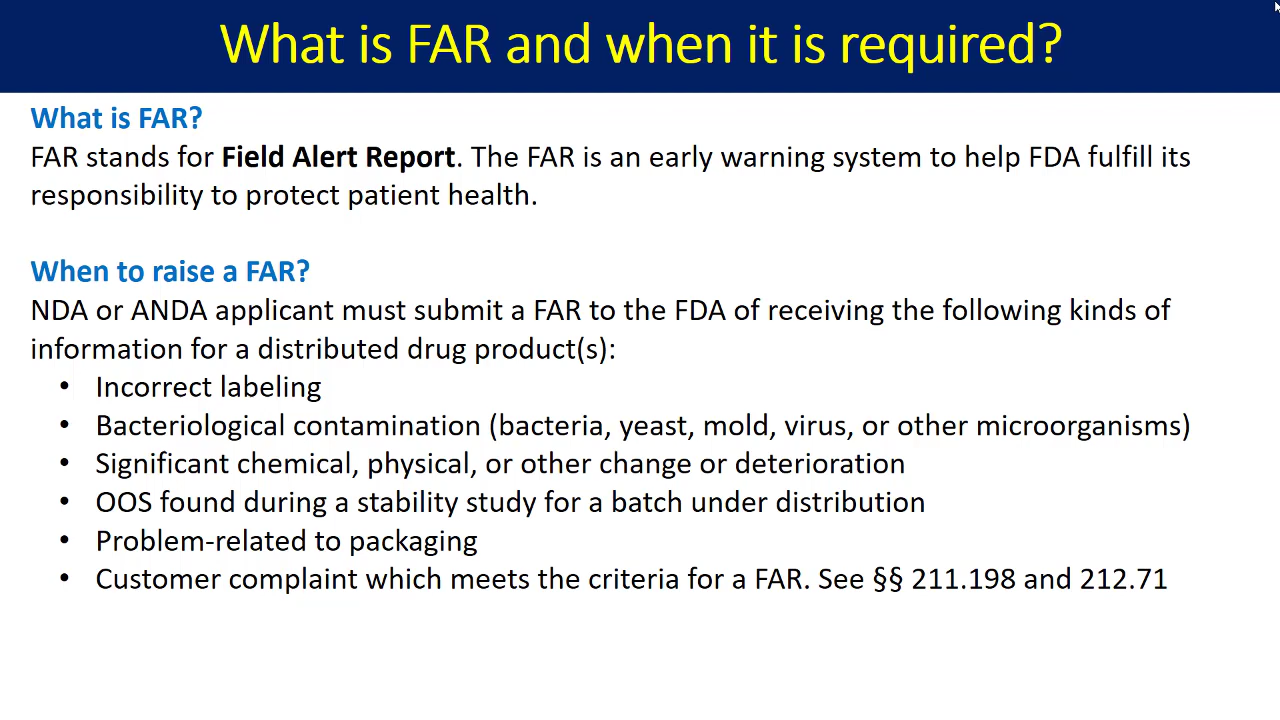 What is FAR and when it is required?
What is FAR?
FAR stands for Field Alert Report. The FAR is an early warning system to help FDA fulfill its
responsibility to protect patient health.
When to raise a FAR?
NDA or ANDA applicant must submit a FAR to the FDA of receiving the following kinds of
information for a distributed drug product(s):
• Incorrect labeling
• Bacteriological contamination (bacteria, yeast, mold, virus, or other microorganisms)
• Significant chemical, physical, or other change or deterioration
• OOS found during a stability study for a batch under distribution
• Problem-related to packaging
• Customer complaint which meets the criteria for a FAR. See §§ 211.198 and 212.71